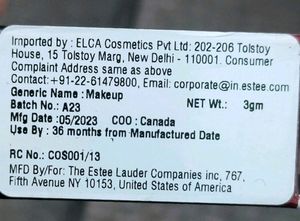 Imported by : ELCA Cosmetics Pvt Ltd: 202-206 Tolstoy
House, 15 Tolstoy Marg, New Delhi - 110001. Consumer
Complaint Address same as above
Contact:+91-22-61479800, Email: corporate@in.estee.com
Generic Name : Makeup
Batch No. : A23 NET Wt.: 3gm
Mfg Date : 05/2023 COO : Canada
Use By : 36 months from Manufactured Date
RC No.: COS001/13
MFD By/For: The Estee Lauder Companies inc, 767,
Fifth Avenue NY 10153, United States of America